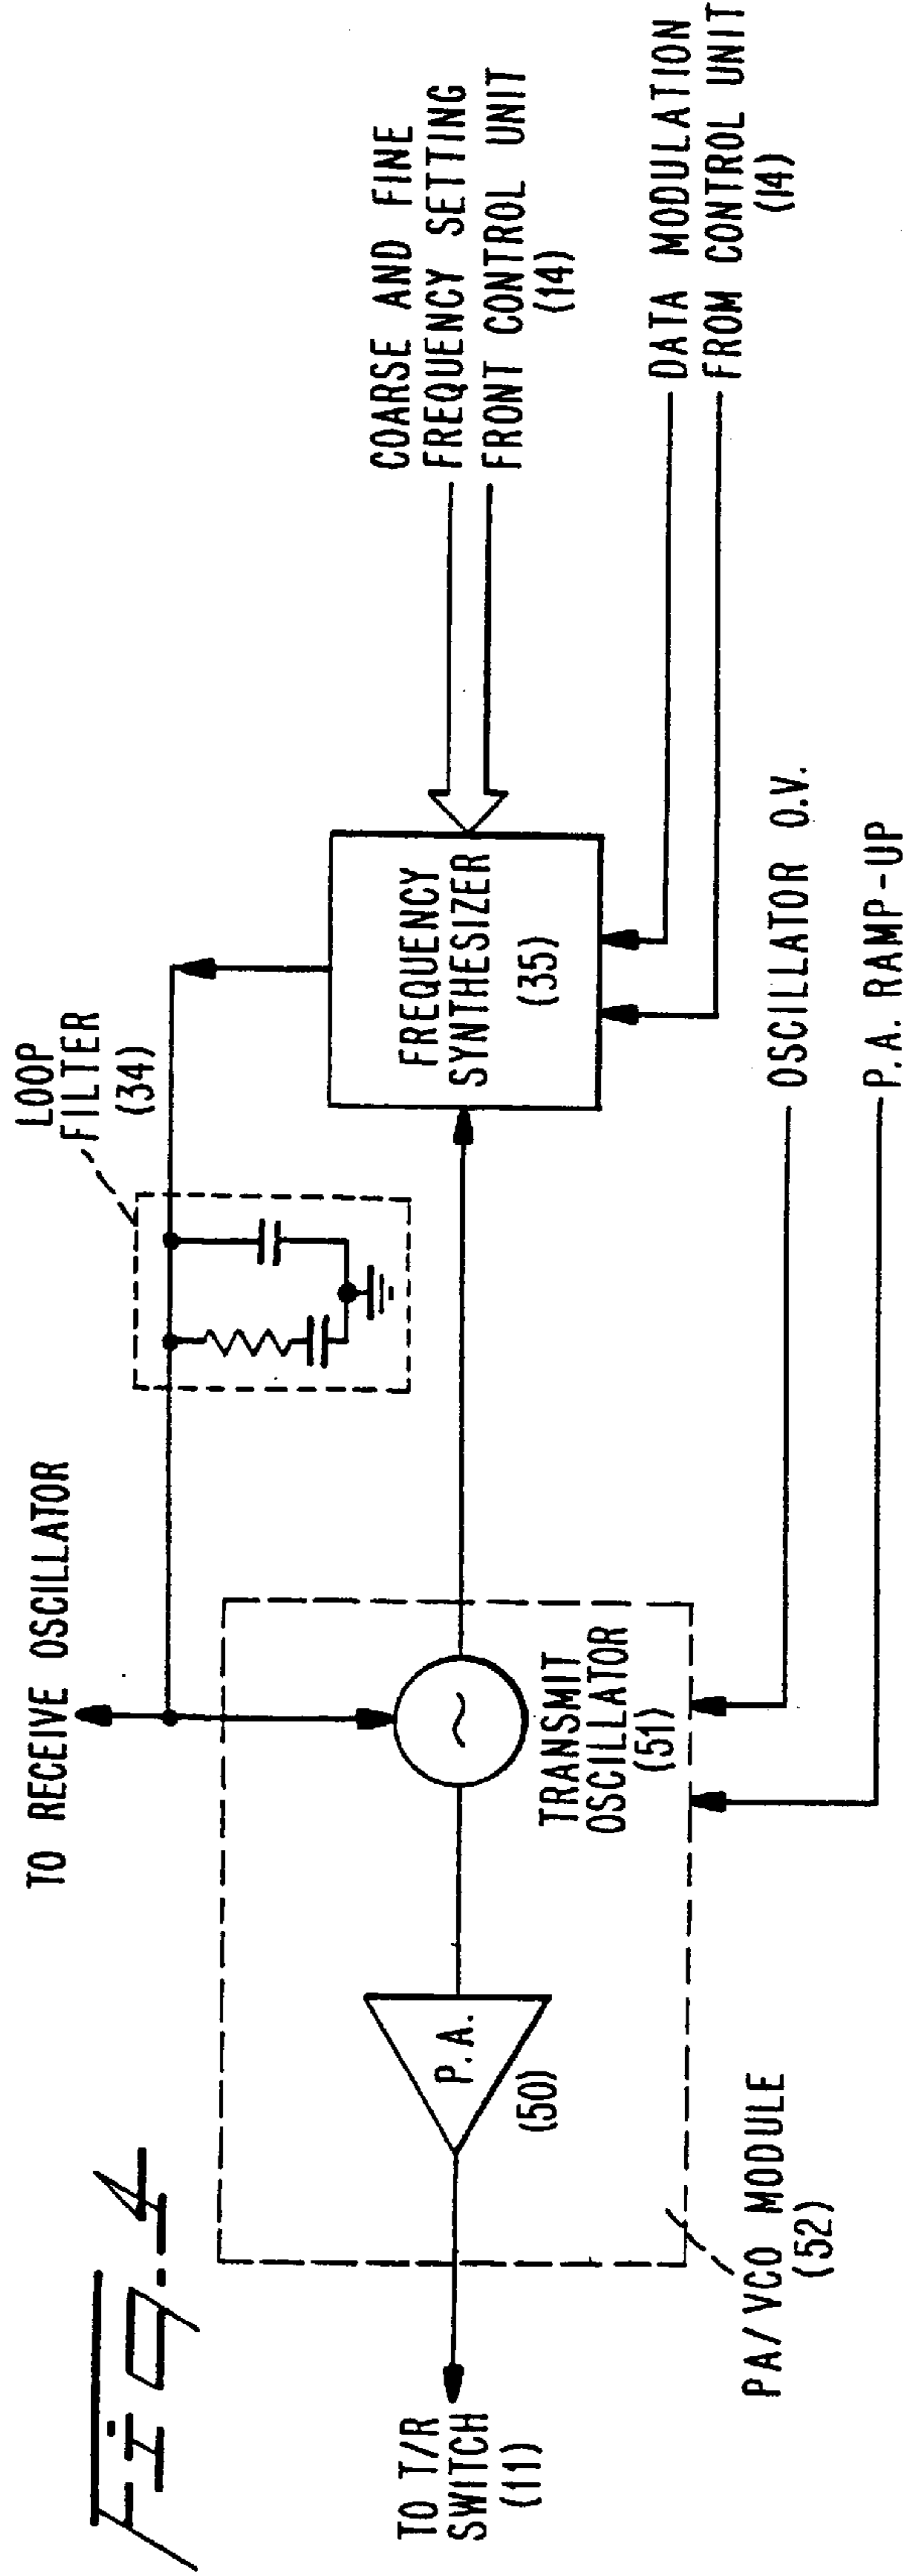 Fig. 4
TO RECEIVE OSCILLATOR
LOOP
FILTER
(34)
COARSE AND FINE
FREQUENCY SETTING
FRONT CONTROL UNIT
(14)
FREQUENCY
SYNTHESIZER
(35)
DATA MODULATION
FROM CONTROL UNIT
(14)
TO T/R
SWITCH
(11)
P.A.
(50)
~
TRANSMIT
OSCILLATOR
(51)
PA/VCO MODULE
(52)
OSCILLATOR O.V.
P.A. RAMP-UP